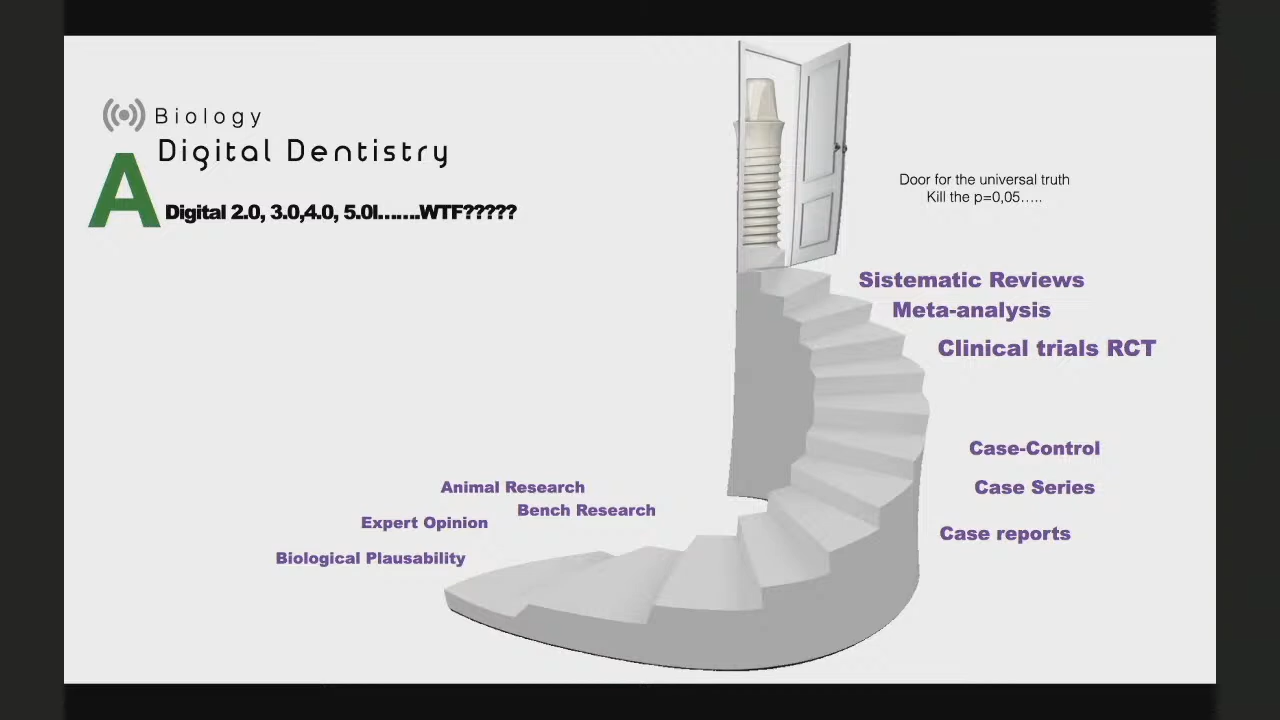 Biology
Digital Dentistry
A
Digital 2.0, 3.0,4.0, 5.0I.......WTF?????
Door for the universal truth
Kill the p=0,05.....
Sistematic Reviews
Meta-analysis
Clinical trials RCT
Case-Control
Case Series
Case reports
Animal Research
Bench Research
Expert Opinion
Biological Plausability